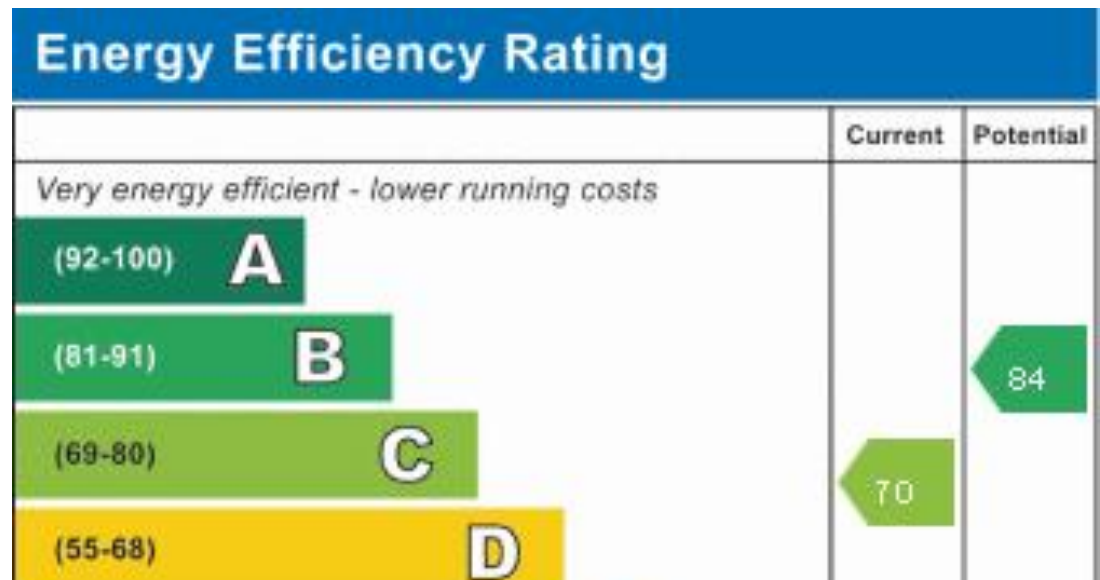 Energy Efficiency Rating
Current Potential
Very energy efficient - lower running costs
(92-100) A
(81-91) B
84
(69-80) C
70
(55-68) D